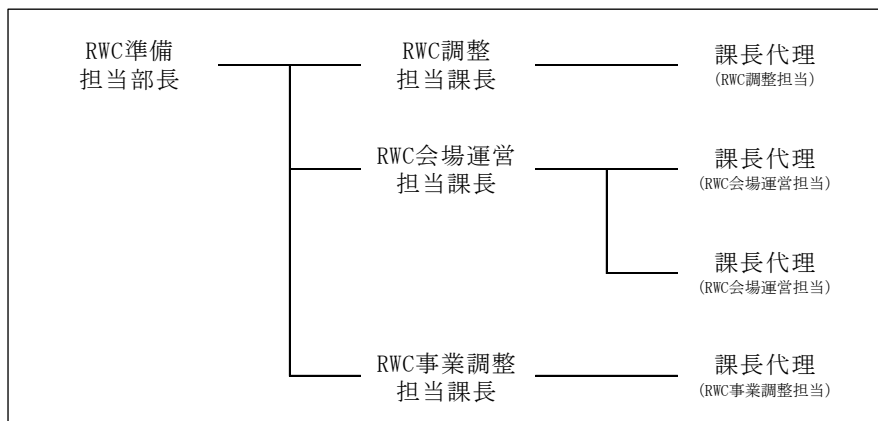 RWC準備
担当部長
RWC調整
担当課長
課長代理
(RWC調整担当)
RWC会場運営
担当課長
課長代理
(RWC会場運営担当)
課長代理
(RWC会場運営担当)
RWC事業調整
担当課長
課長代理
(RWC事業調整担当)